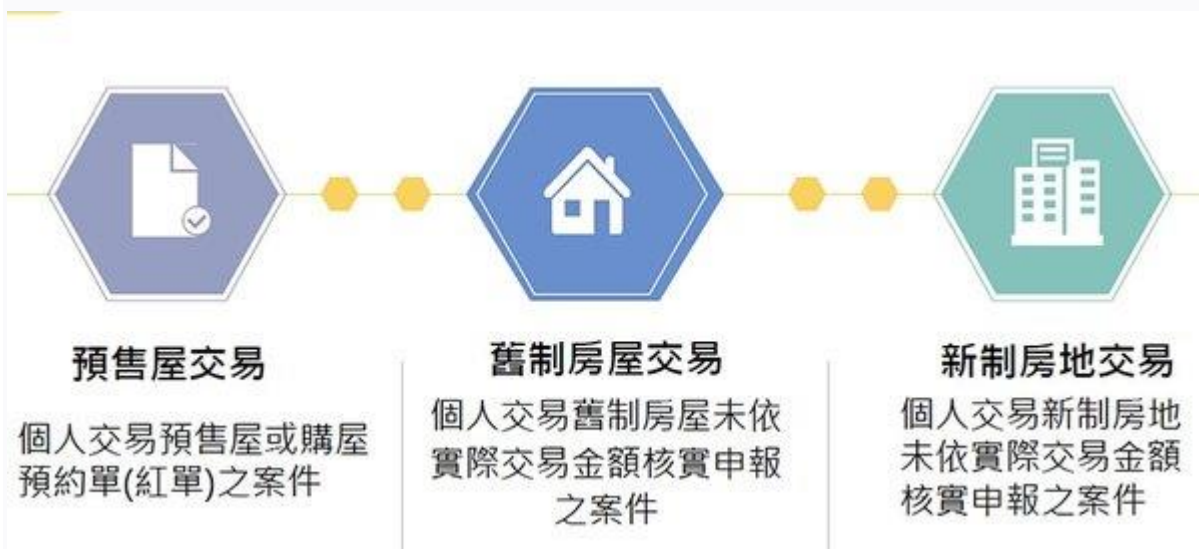 預售屋交易
個人交易預售屋或購屋
預約單(紅單)之案件
舊制房屋交易
個人交易舊制房屋未依
實際交易金額核實申報
之案件
新制房地交易
個人交易新制房地
未依實際交易金額
核實申報之案件